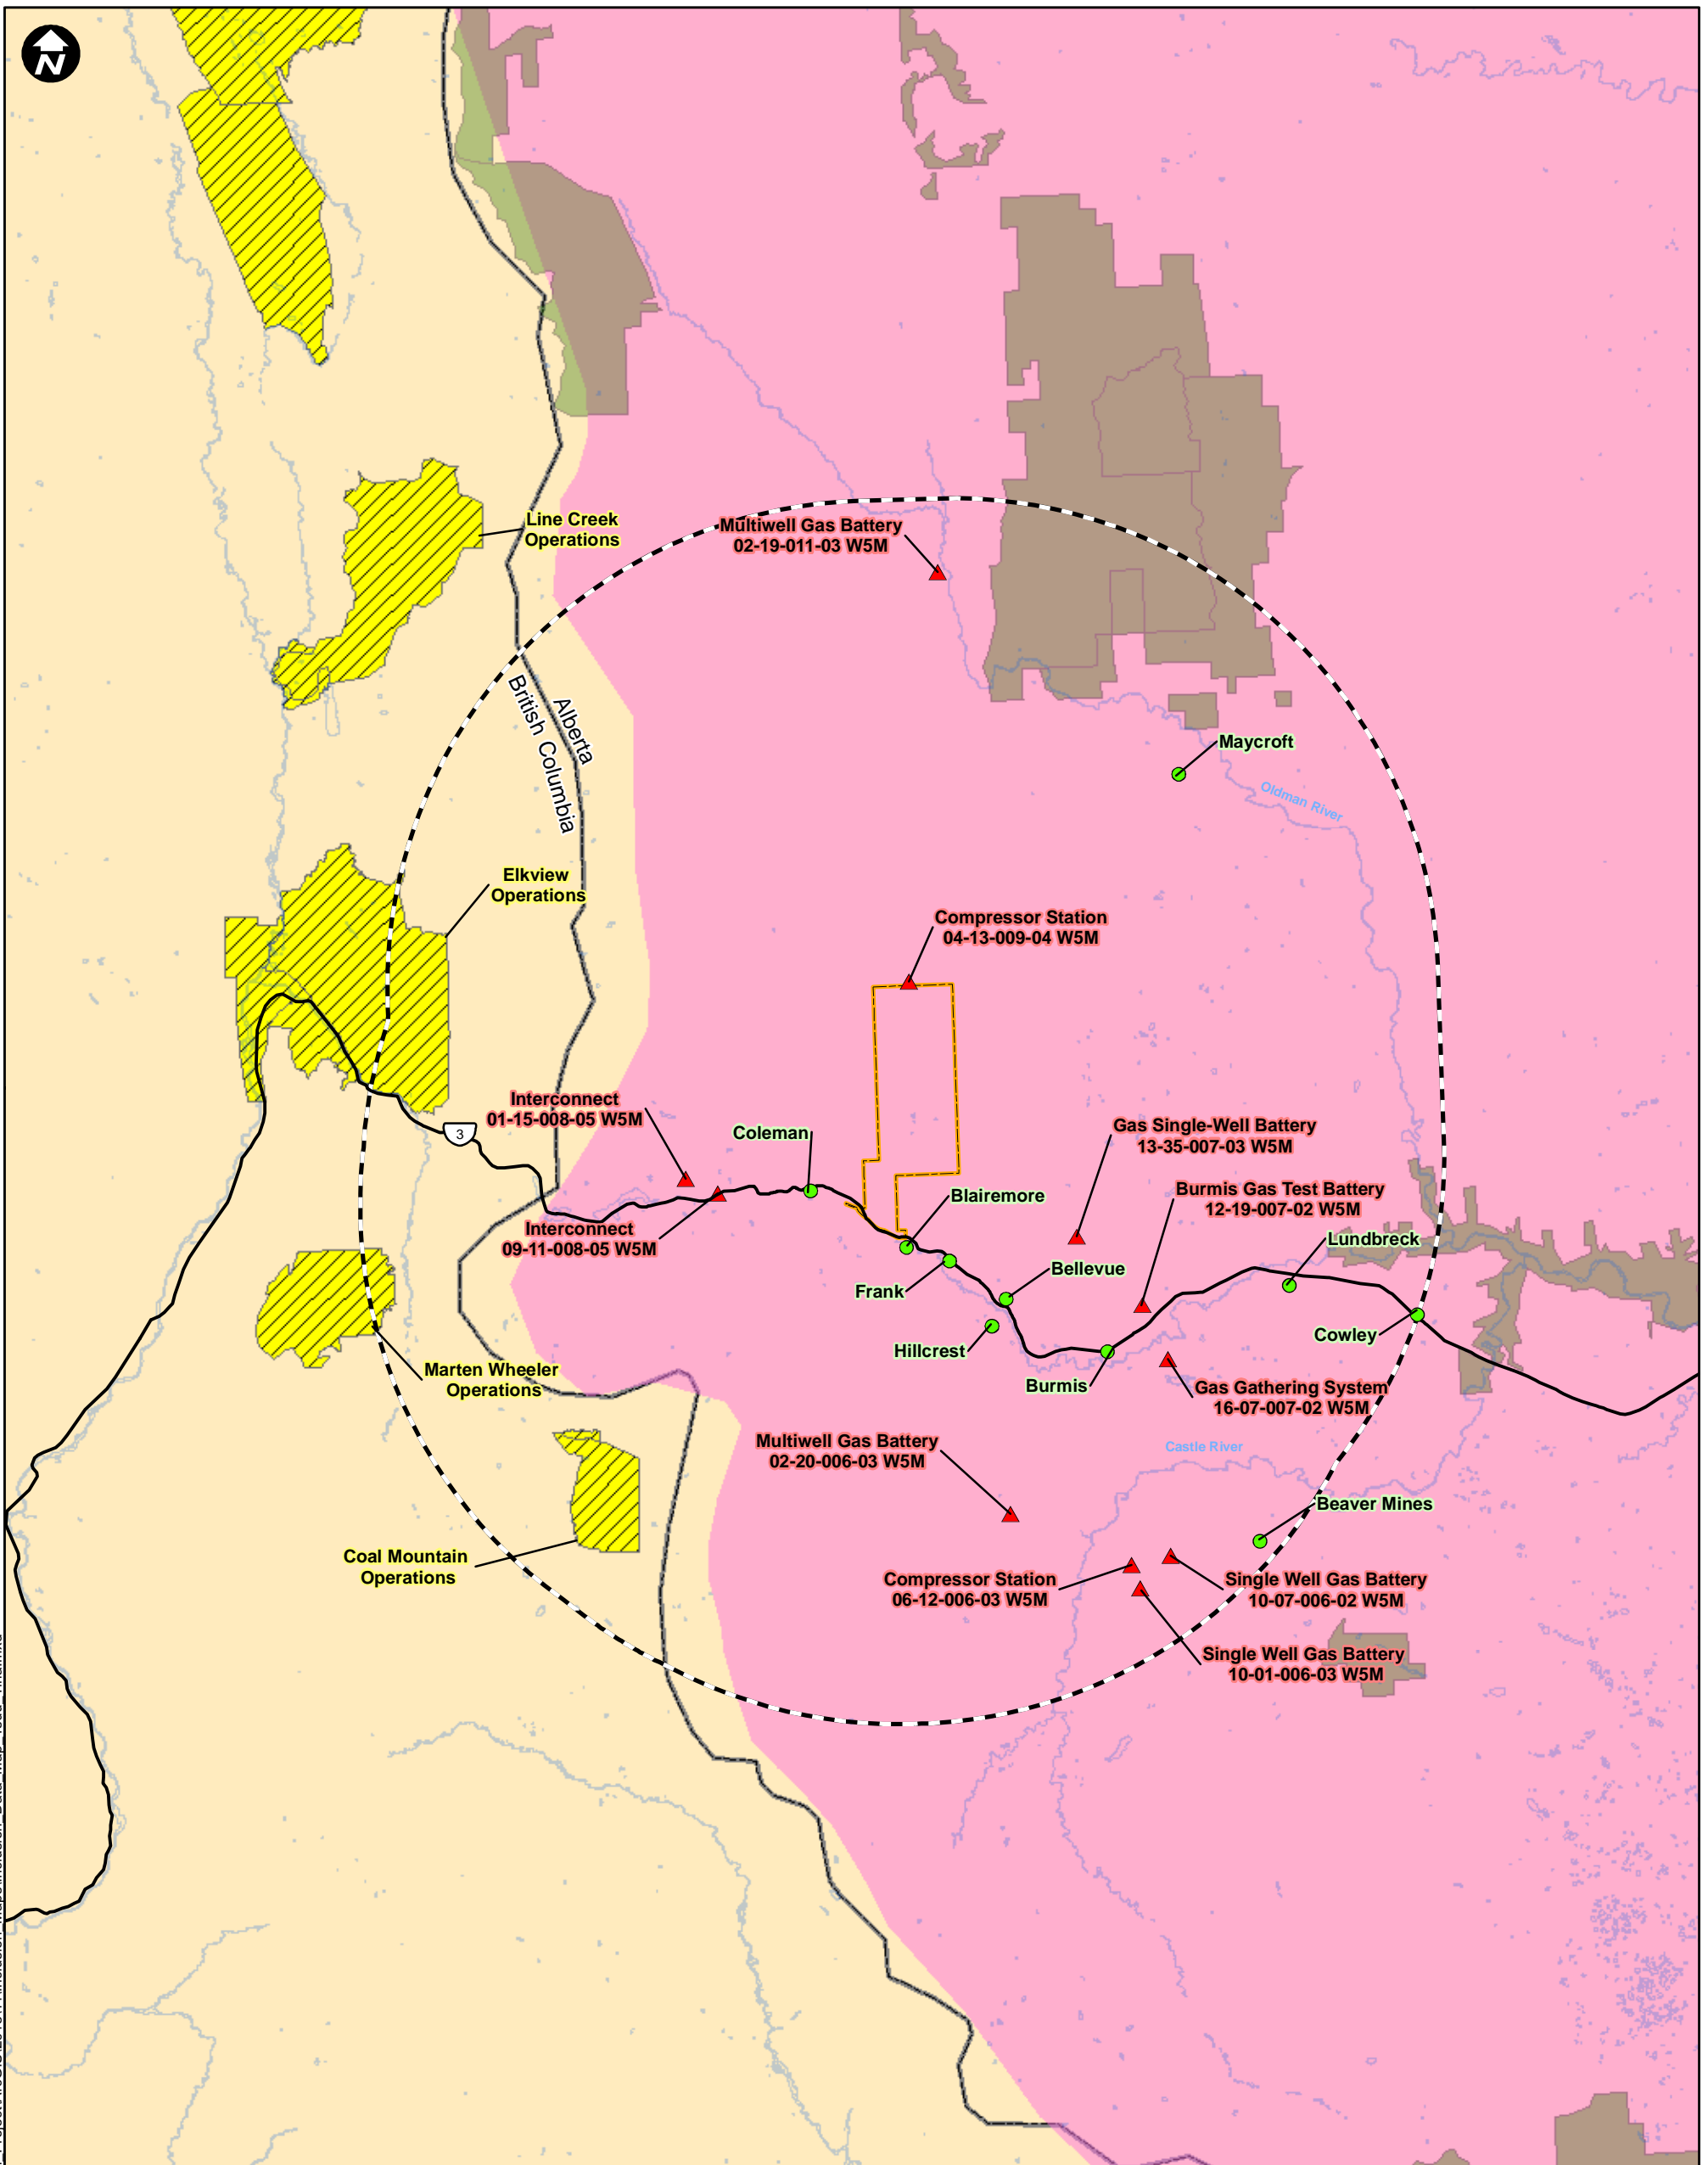 N
Line Creek
Operations
Multiwell Gas Battery
02-19-011-03 W5M
Alberta
British Columbia
Maycroft
Oldman River
Elkview
Operations
Compressor Station
04-13-009-04 W5M
Interconnect
01-15-008-05 W5M
3
Coleman
Gas Single-Well Battery
13-35-007-03 W5M
Blairemore
Burmis Gas Test Battery
12-19-007-02 W5M
Interconnect
09-11-008-05 W5M
Lundbreck
Bellevue
Frank
Cowley
Hillcrest
Marten Wheeler
Operations
Burmis
Gas Gathering System
16-07-007-02 W5M
Multiwell Gas Battery
02-20-006-03 W5M
Castle River
Beaver Mines
Coal Mountain
Operations
Compressor Station
06-12-006-03 W5M
Single Well Gas Battery
10-07-006-02 W5M
Single Well Gas Battery
10-01-006-03 W5M